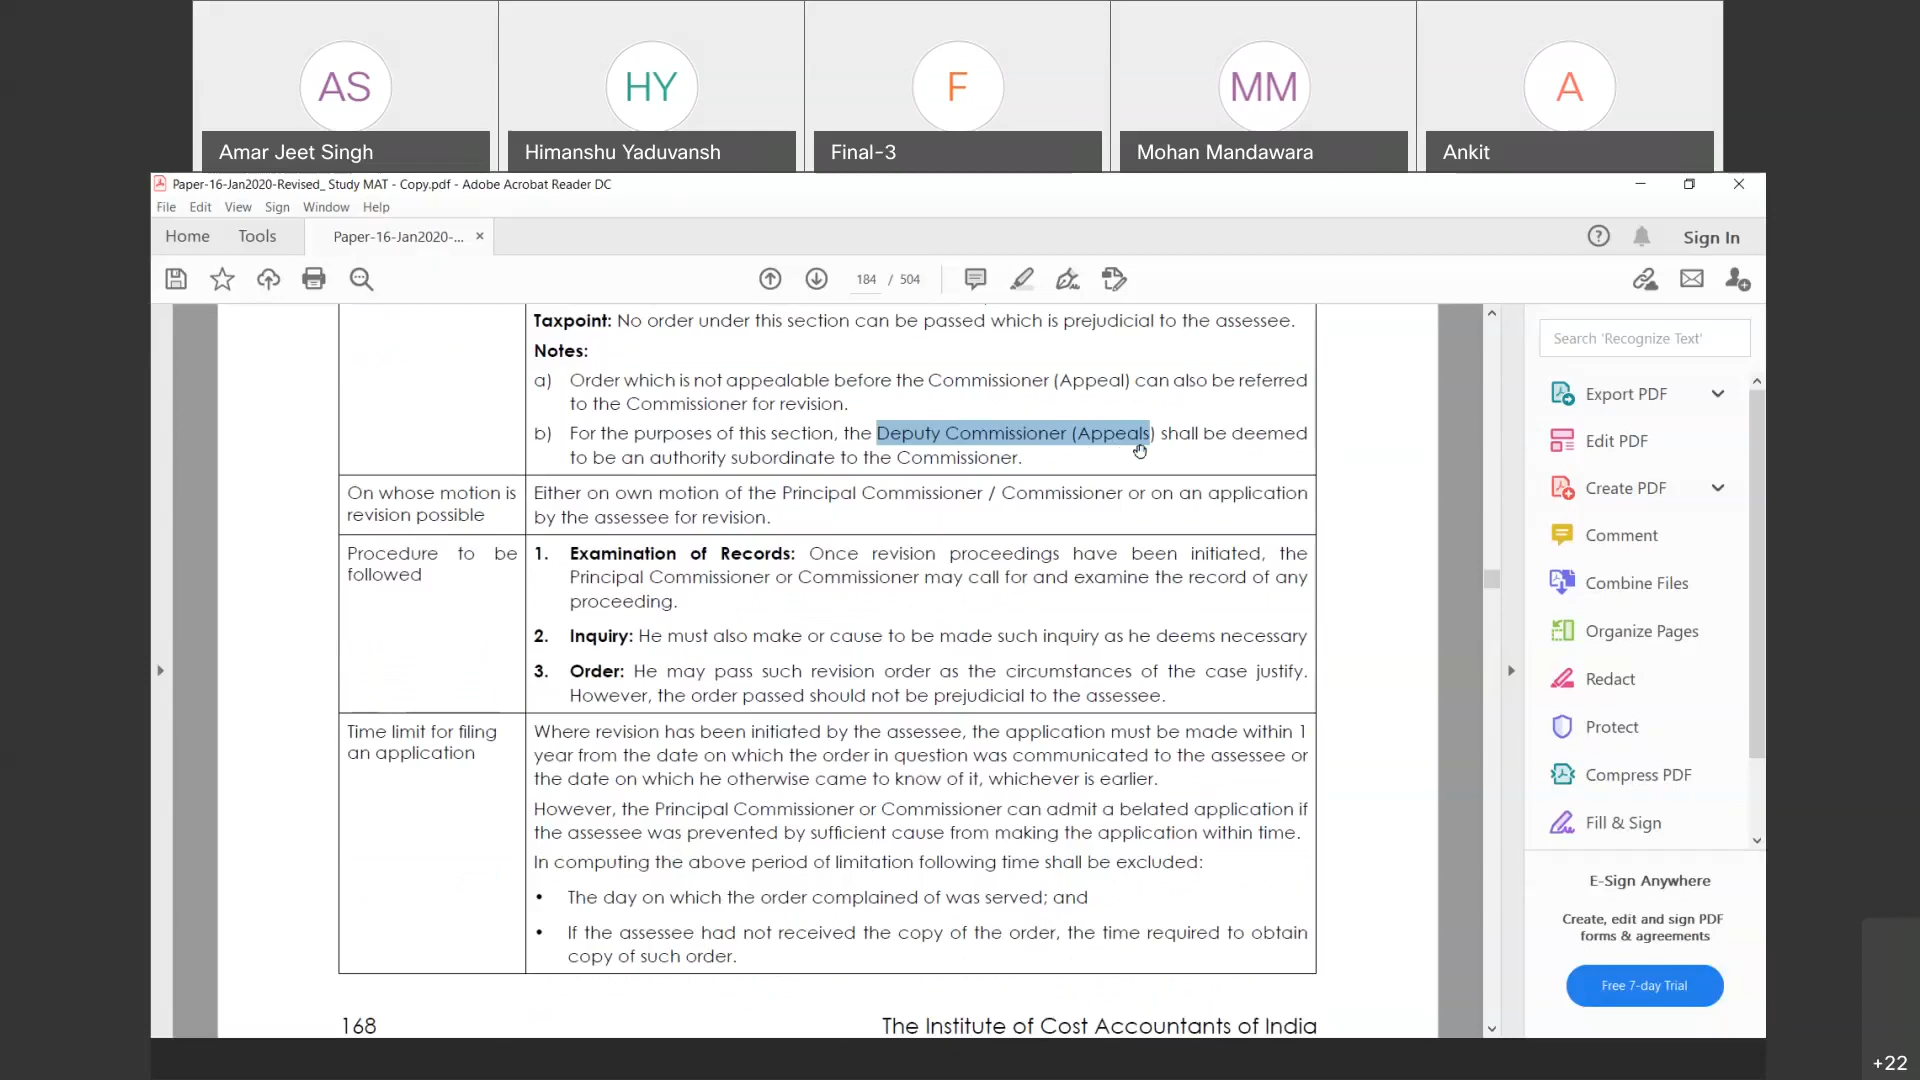 AS
HY
F
MM
A
Amar Jeet Singh
Himanshu Yaduvansh
Final-3
Mohan Mandawara
Ankit
Paper-16-Jan2020-Revised_ Study MAT - Copy.pdf - Adobe Acrobat Reader DC
File Edit View Sign Window Help
Home Tools Paper-16-Jan2020-... × Sign In
184 / 504
Taxpoint: No order under this section can be passed which is prejudicial to the assessee.
Notes:
a) Order which is not appealable before the Commissioner (Appeal) can also be referred
to the Commissioner for revision.
b) For the purposes of this section, the Deputy Commissioner (Appeals) shall be deemed
to be an authority subordinate to the Commissioner.
On whose motion is
revision possible
Either on own motion of the Principal Commissioner / Commissioner or on an application
by the assessee for revision.
Procedure to be
followed
1. Examination of Records: Once revision proceedings have been initiated, the
Principal Commissioner or Commissioner may call for and examine the record of any
proceeding.
2. Inquiry: He must also make or cause to be made such inquiry as he deems necessary
3. Order: He may pass such revision order as the circumstances of the case justify.
However, the order passed should not be prejudicial to the assessee.
Time limit for filing
an application
Where revision has been initiated by the assessee, the application must be made within 1
year from the date on which the order in question was communicated to the assessee or
the date on which he otherwise came to know of it, whichever is earlier.
However, the Principal Commissioner or Commissioner can admit a belated application if
the assessee was prevented by sufficient cause from making the application within time.
In computing the above period of limitation following time shall be excluded:
• The day on which the order complained of was served; and
• If the assessee had not received the copy of the order, the time required to obtain
copy of such order.
168 The Institute of Cost Accountants of India
Search 'Recognize Text'
Export PDF
Edit PDF
Create PDF
Comment
Combine Files
Organize Pages
Redact
Protect
Compress PDF
Fill & Sign
E-Sign Anywhere
Create, edit and sign PDF
forms & agreements
Free 7-day Trial
+22